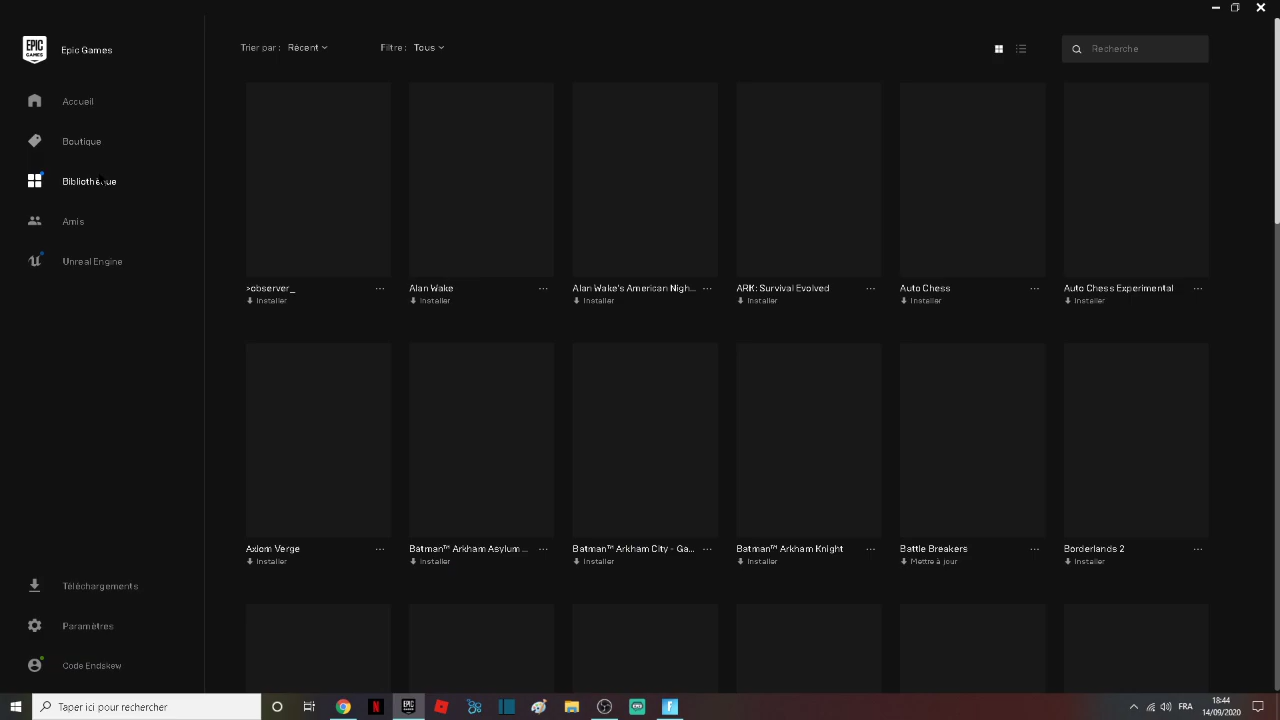 EPIC GAMES
Epic Games
Accueil
Boutique
Bibliothèque
Amis
Unreal Engine
Téléchargements
Paramètres
Code Endskew
Trier par : Récent
Filtre : Tous
Recherche
>observer_
Installer
Alan Wake
Installer
Alan Wake's American Nigh...
Installer
ARK: Survival Evolved
Installer
Auto Chess
Installer
Auto Chess Experimental
Installer
Axiom Verge
Installer
Batman™ Arkham Asylum ...
Installer
Batman™ Arkham City - Ga...
Installer
Batman™ Arkham Knight
Installer
Battle Breakers
Mettre à jour
Borderlands 2
Installer
Taper ici pour rechercher
FRA
18:44
14/09/2020